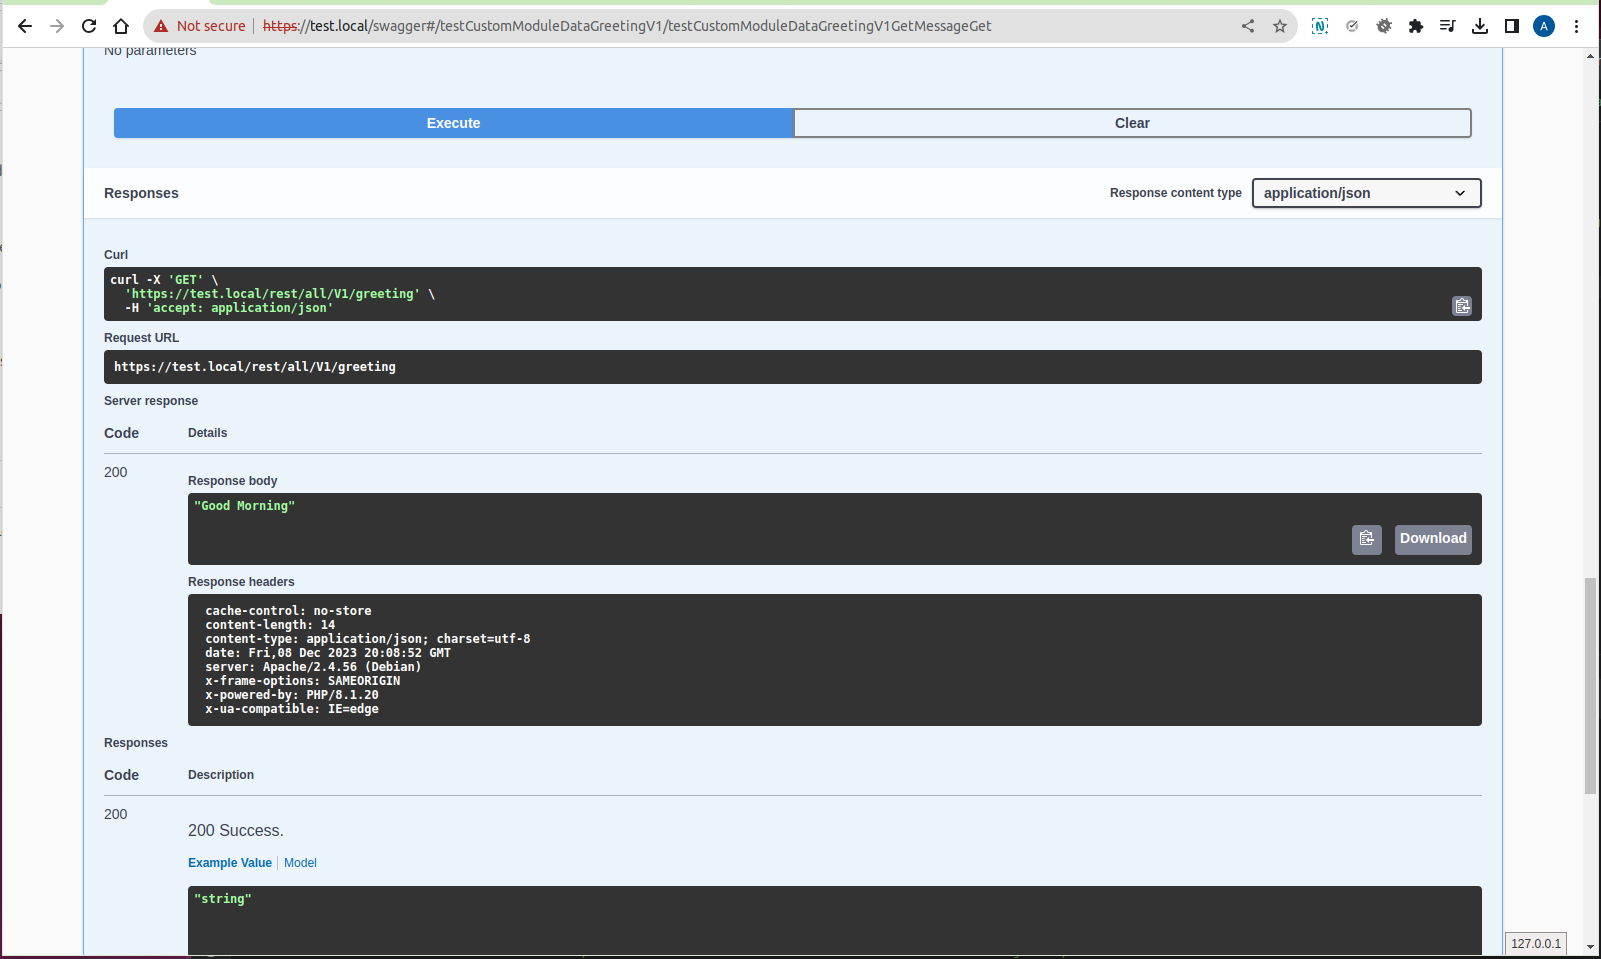 Not secure https://test.local/swagger#/testCustomModuleDataGreetingV1/testCustomModuleDataGreetingV1GetMessageGet
A
No parameters
Execute Clear
Responses Response content type application/json
Curl
curl -X 'GET' \
'https://test.local/rest/all/V1/greeting' \
-H 'accept: application/json'
Request URL
https://test.local/rest/all/V1/greeting
Server response
Code Details
200
Response body
"Good Morning"
Download
Response headers
cache-control: no-store
content-length: 14
content-type: application/json; charset=utf-8
date: Fri,08 Dec 2023 20:08:52 GMT
server: Apache/2.4.56 (Debian)
x-frame-options: SAMEORIGIN
x-powered-by: PHP/8.1.20
x-ua-compatible: IE=edge
Responses
Code Description
200
200 Success.
Example Value Model
"string"
127.0.0.1